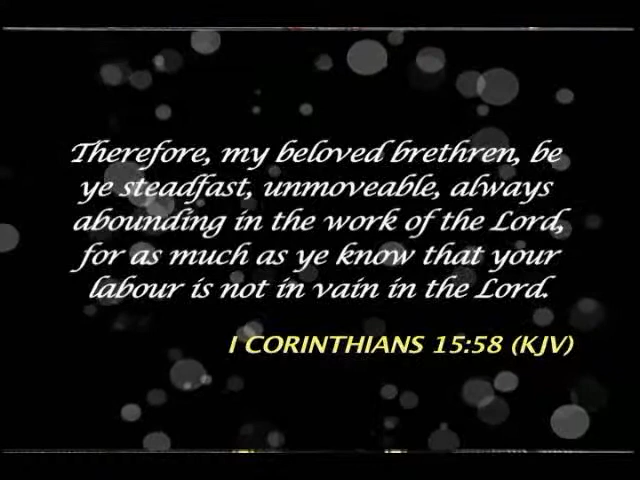 Therefore, my beloved brethren, be
ye steadfast, unmoveable, always
abounding in the work of the Lord,
for as much as ye know that your
labour is not in vain in the Lord.
I CORINTHIANS 15:58 (KJV)